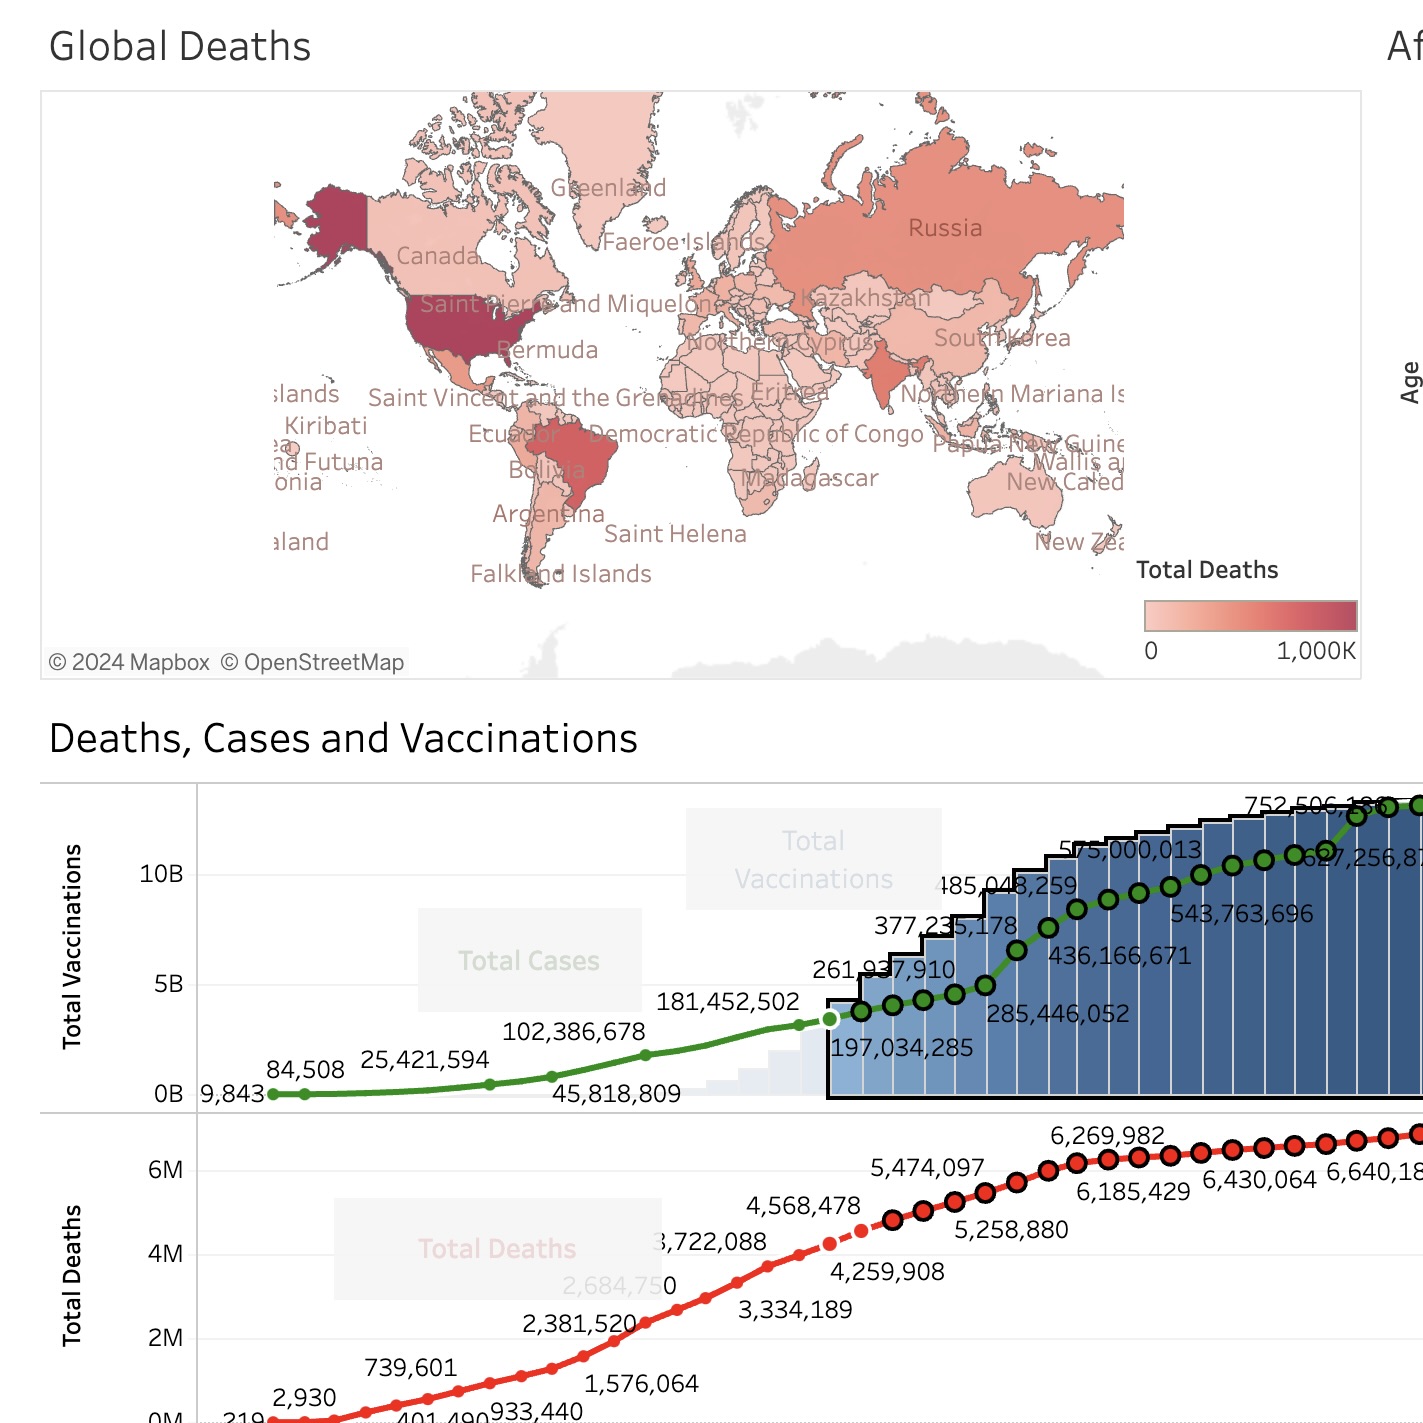 Global Deaths
Af
Greenland
Russia
Faeroe Islands
Canada
Kazakhstan
Saint Pierre and Miquelon
South Korea
Northern Cyprus
Bermuda
slands
Saint Vincent and the Grenadines
Eritrea
Northern Mariana Is
Age
Kiribati
Ecuador
Democratic Republic of Congo
Papua New Guine
ea
nd Futuna
Wallis a
Bolivia
Madagascar
onia
New Caled
Argentina
Saint Helena
aland
New Zea
Falkland Islands
Total Deaths
0
1,000K
© 2024 Mapbox © OpenStreetMap
Deaths, Cases and Vaccinations
Total Vaccinations
10B
5B
0B
Total
Vaccinations
Total Cases
752,506,136
575,000,013
627,256,87
485,048,259
543,763,696
377,235,178
436,166,671
261,937,910
181,452,502
285,446,052
102,386,678
197,034,285
25,421,594
84,508
9,843
45,818,809
Total Deaths
6M
4M
2M
0M
Total Deaths
6,269,982
5,474,097
6,185,429
6,430,064
6,640,18
4,568,478
5,258,880
3,722,088
4,259,908
2,684,750
3,334,189
2,381,520
739,601
1,576,064
2,930
219
401,490
933,440